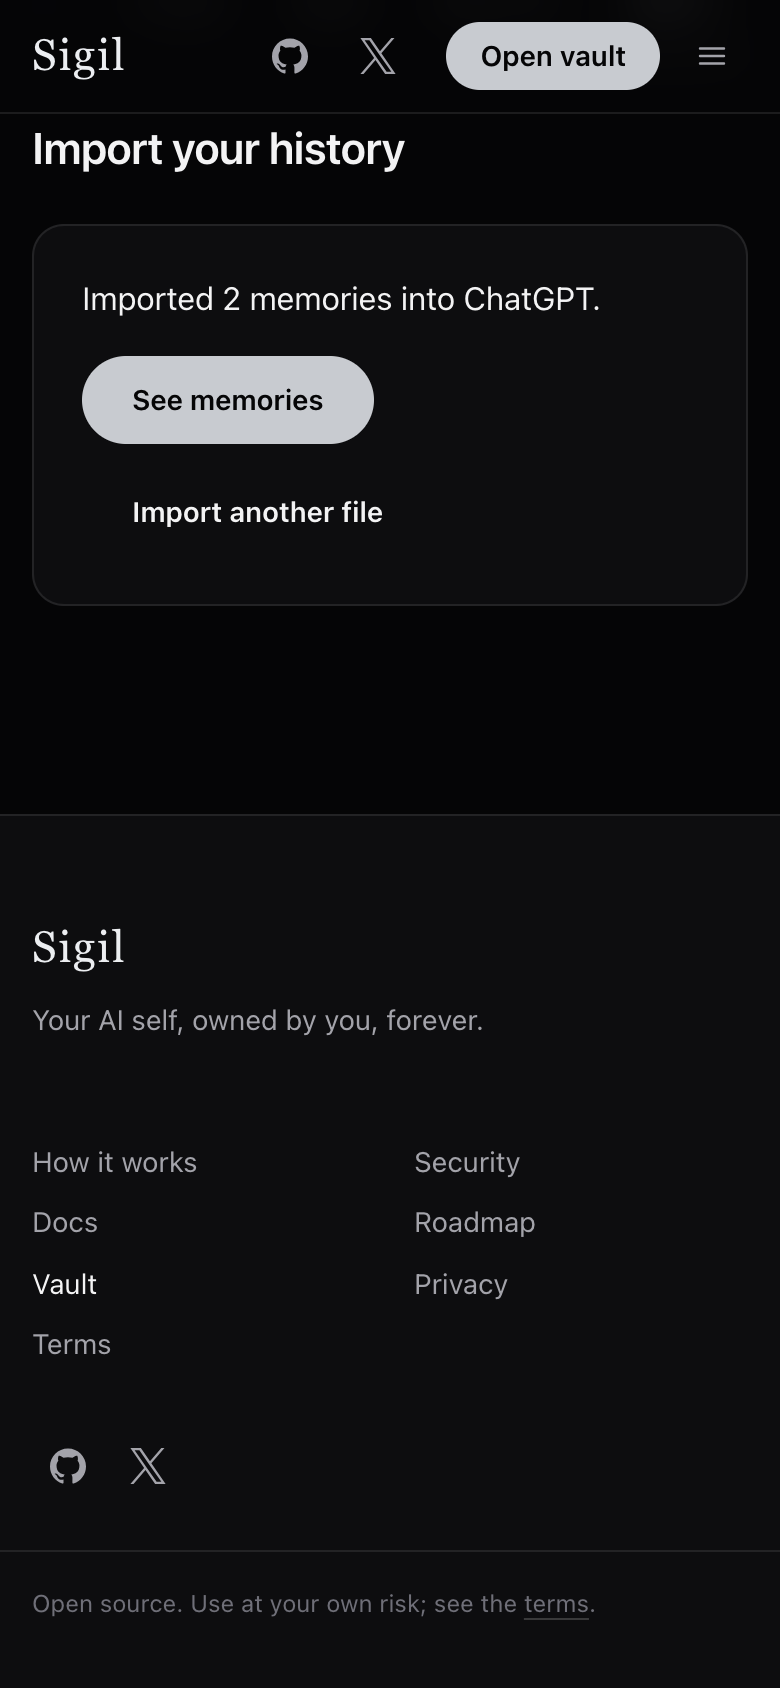 Sigil
Open vault
Import your history
Imported 2 memories into ChatGPT.
See memories
Import another file
Sigil
Your AI self, owned by you, forever.
How it works
Security
Docs
Roadmap
Vault
Privacy
Terms
Open source. Use at your own risk; see the terms.